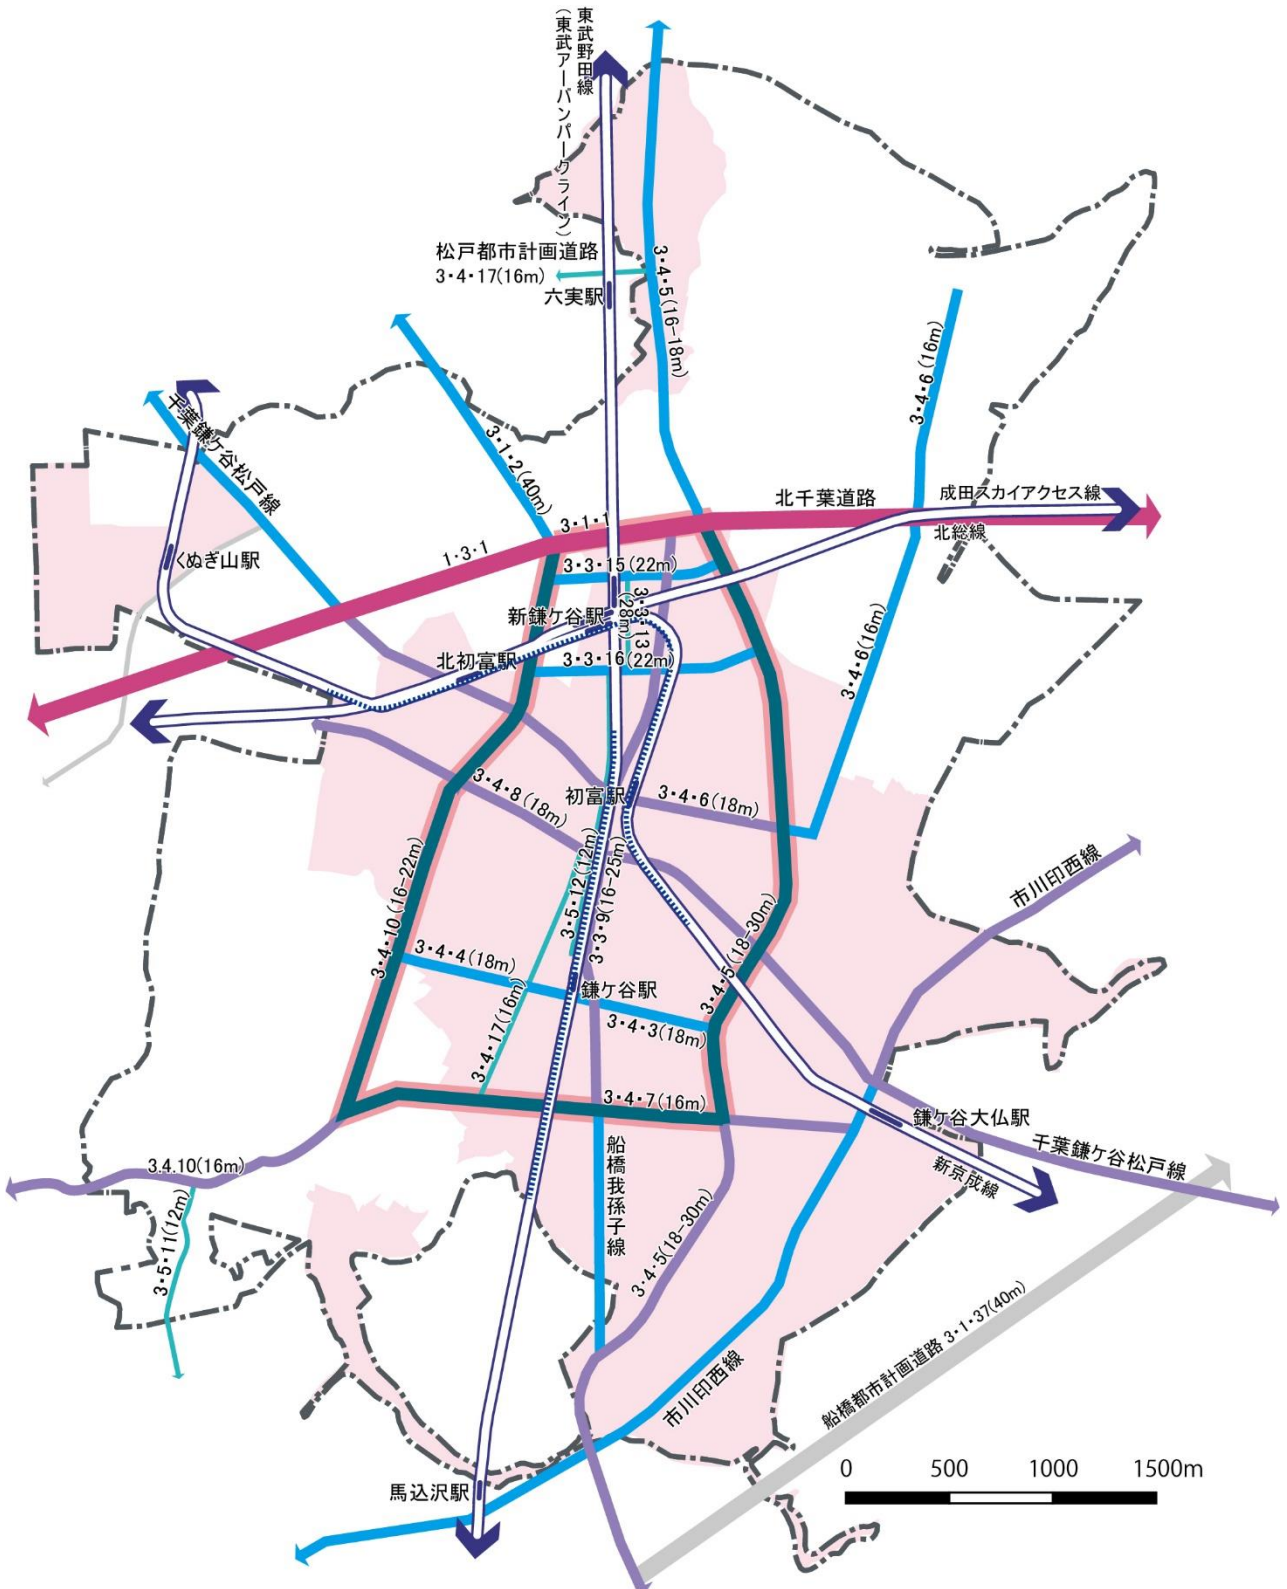 東武野田線
(東武アーバンパークライン)
松戸都市計画道路
3・4・17(16m)
六実駅
3・4・5(16-18m)
3・4・6(16m)
千葉鎌ケ谷松戸線
3・1・2(40m)
北千葉道路
成田スカイアクセス線
北総線
3・1・1
1・3・1
くぬぎ山駅
3・3・15(22m)
新鎌ケ谷駅
3・3・13
(28m)
北初富駅
3・3・16(22m)
3・4・6(16m)
3・4・8(18m)
初富駅
3・4・6(18m)
3・5・12(12m)
3・3・9(16-25m)
市川印西線
3・4・10(16-22m)
3・4・4(18m)
3・4・5(18-30m)
鎌ケ谷駅
3・4・17(16m)
3・4・3(18m)
3・4・7(16m)
鎌ケ谷大仏駅
千葉鎌ケ谷松戸線
新京成線
3.4.10(16m)
船橋我孫子線
3・5・11(12m)
3・4・5(18-30m)
船橋都市計画道路 3・1・37(40m)
市川印西線
馬込沢駅
0 500 1000 1500m